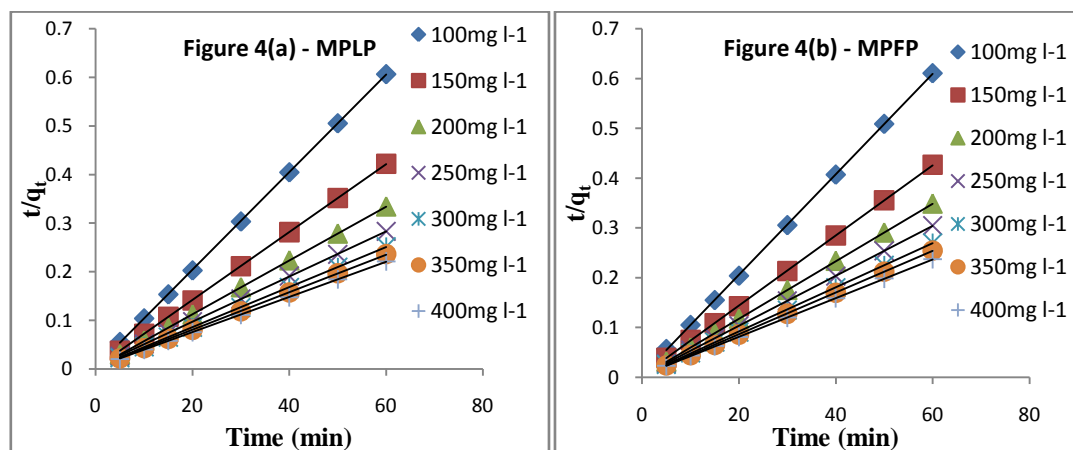 Figure 4(a) - MPLP
t/qt
0.7
0.6
0.5
0.4
0.3
0.2
0.1
0
0 20 40 60 80
Time (min)
100mg l-1
150mg l-1
200mg l-1
250mg l-1
300mg l-1
350mg l-1
400mg l-1
Figure 4(b) - MPFP
t/qt
0.7
0.6
0.5
0.4
0.3
0.2
0.1
0
0 20 40 60 80
Time (min)
100mg l-1
150mg l-1
200mg l-1
250mg l-1
300mg l-1
350mg l-1
400mg l-1